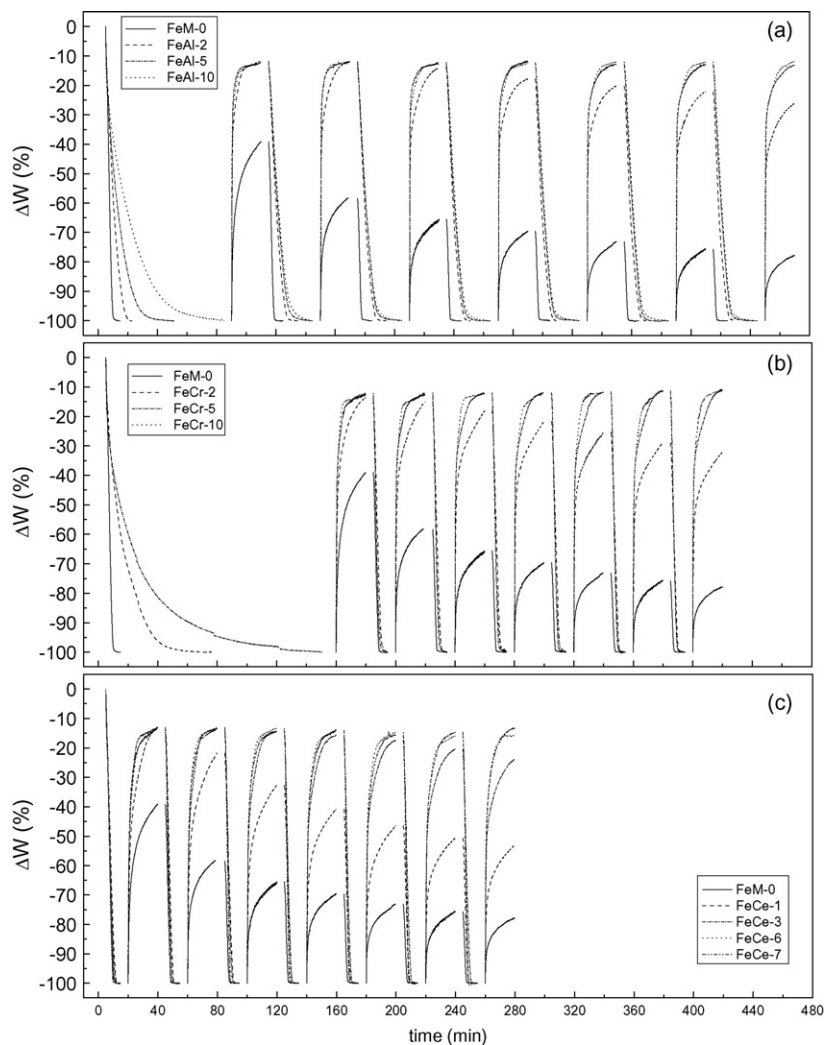 (a)
FeM-0
FeAl-2
FeAl-5
FeAl-10
0
-10
-20
-30
-40
-50
-60
-70
-80
-90
-100
ΔW (%)
(b)
FeM-0
FeCr-2
FeCr-5
FeCr-10
0
-10
-20
-30
-40
-50
-60
-70
-80
-90
-100
ΔW (%)
(c)
0
-10
-20
-30
-40
-50
-60
-70
-80
-90
-100
ΔW (%)
FeM-0
FeCe-1
FeCe-3
FeCe-6
FeCe-7
0 40 80 120 160 200 240 280 320 360 400 440 480
time (min)